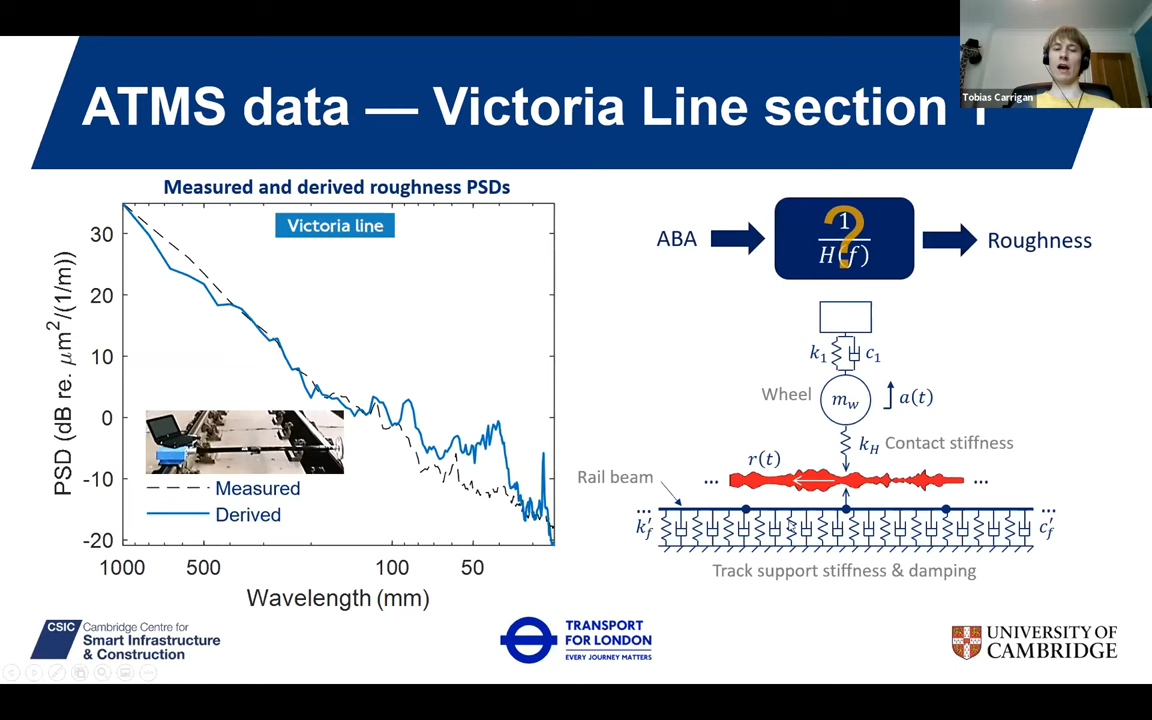 Tobias Carrigan
ATMS data — Victoria Line section
Measured and derived roughness PSDs
Victoria line
PSD (dB re. μm²/(1/m))
30
20
10
0
-10
-20
1000
500
100
50
Wavelength (mm)
Measured
Derived
ABA
1
H(f)
?
Roughness
k₁
c₁
Wheel
m_w
a(t)
k_H Contact stiffness
r(t)
Rail beam
...
...
...
...
k′_f
c′_f
Track support stiffness & damping
CSIC
Cambridge Centre for
Smart Infrastructure
& Construction
TRANSPORT
FOR LONDON
EVERY JOURNEY MATTERS
UNIVERSITY OF
CAMBRIDGE